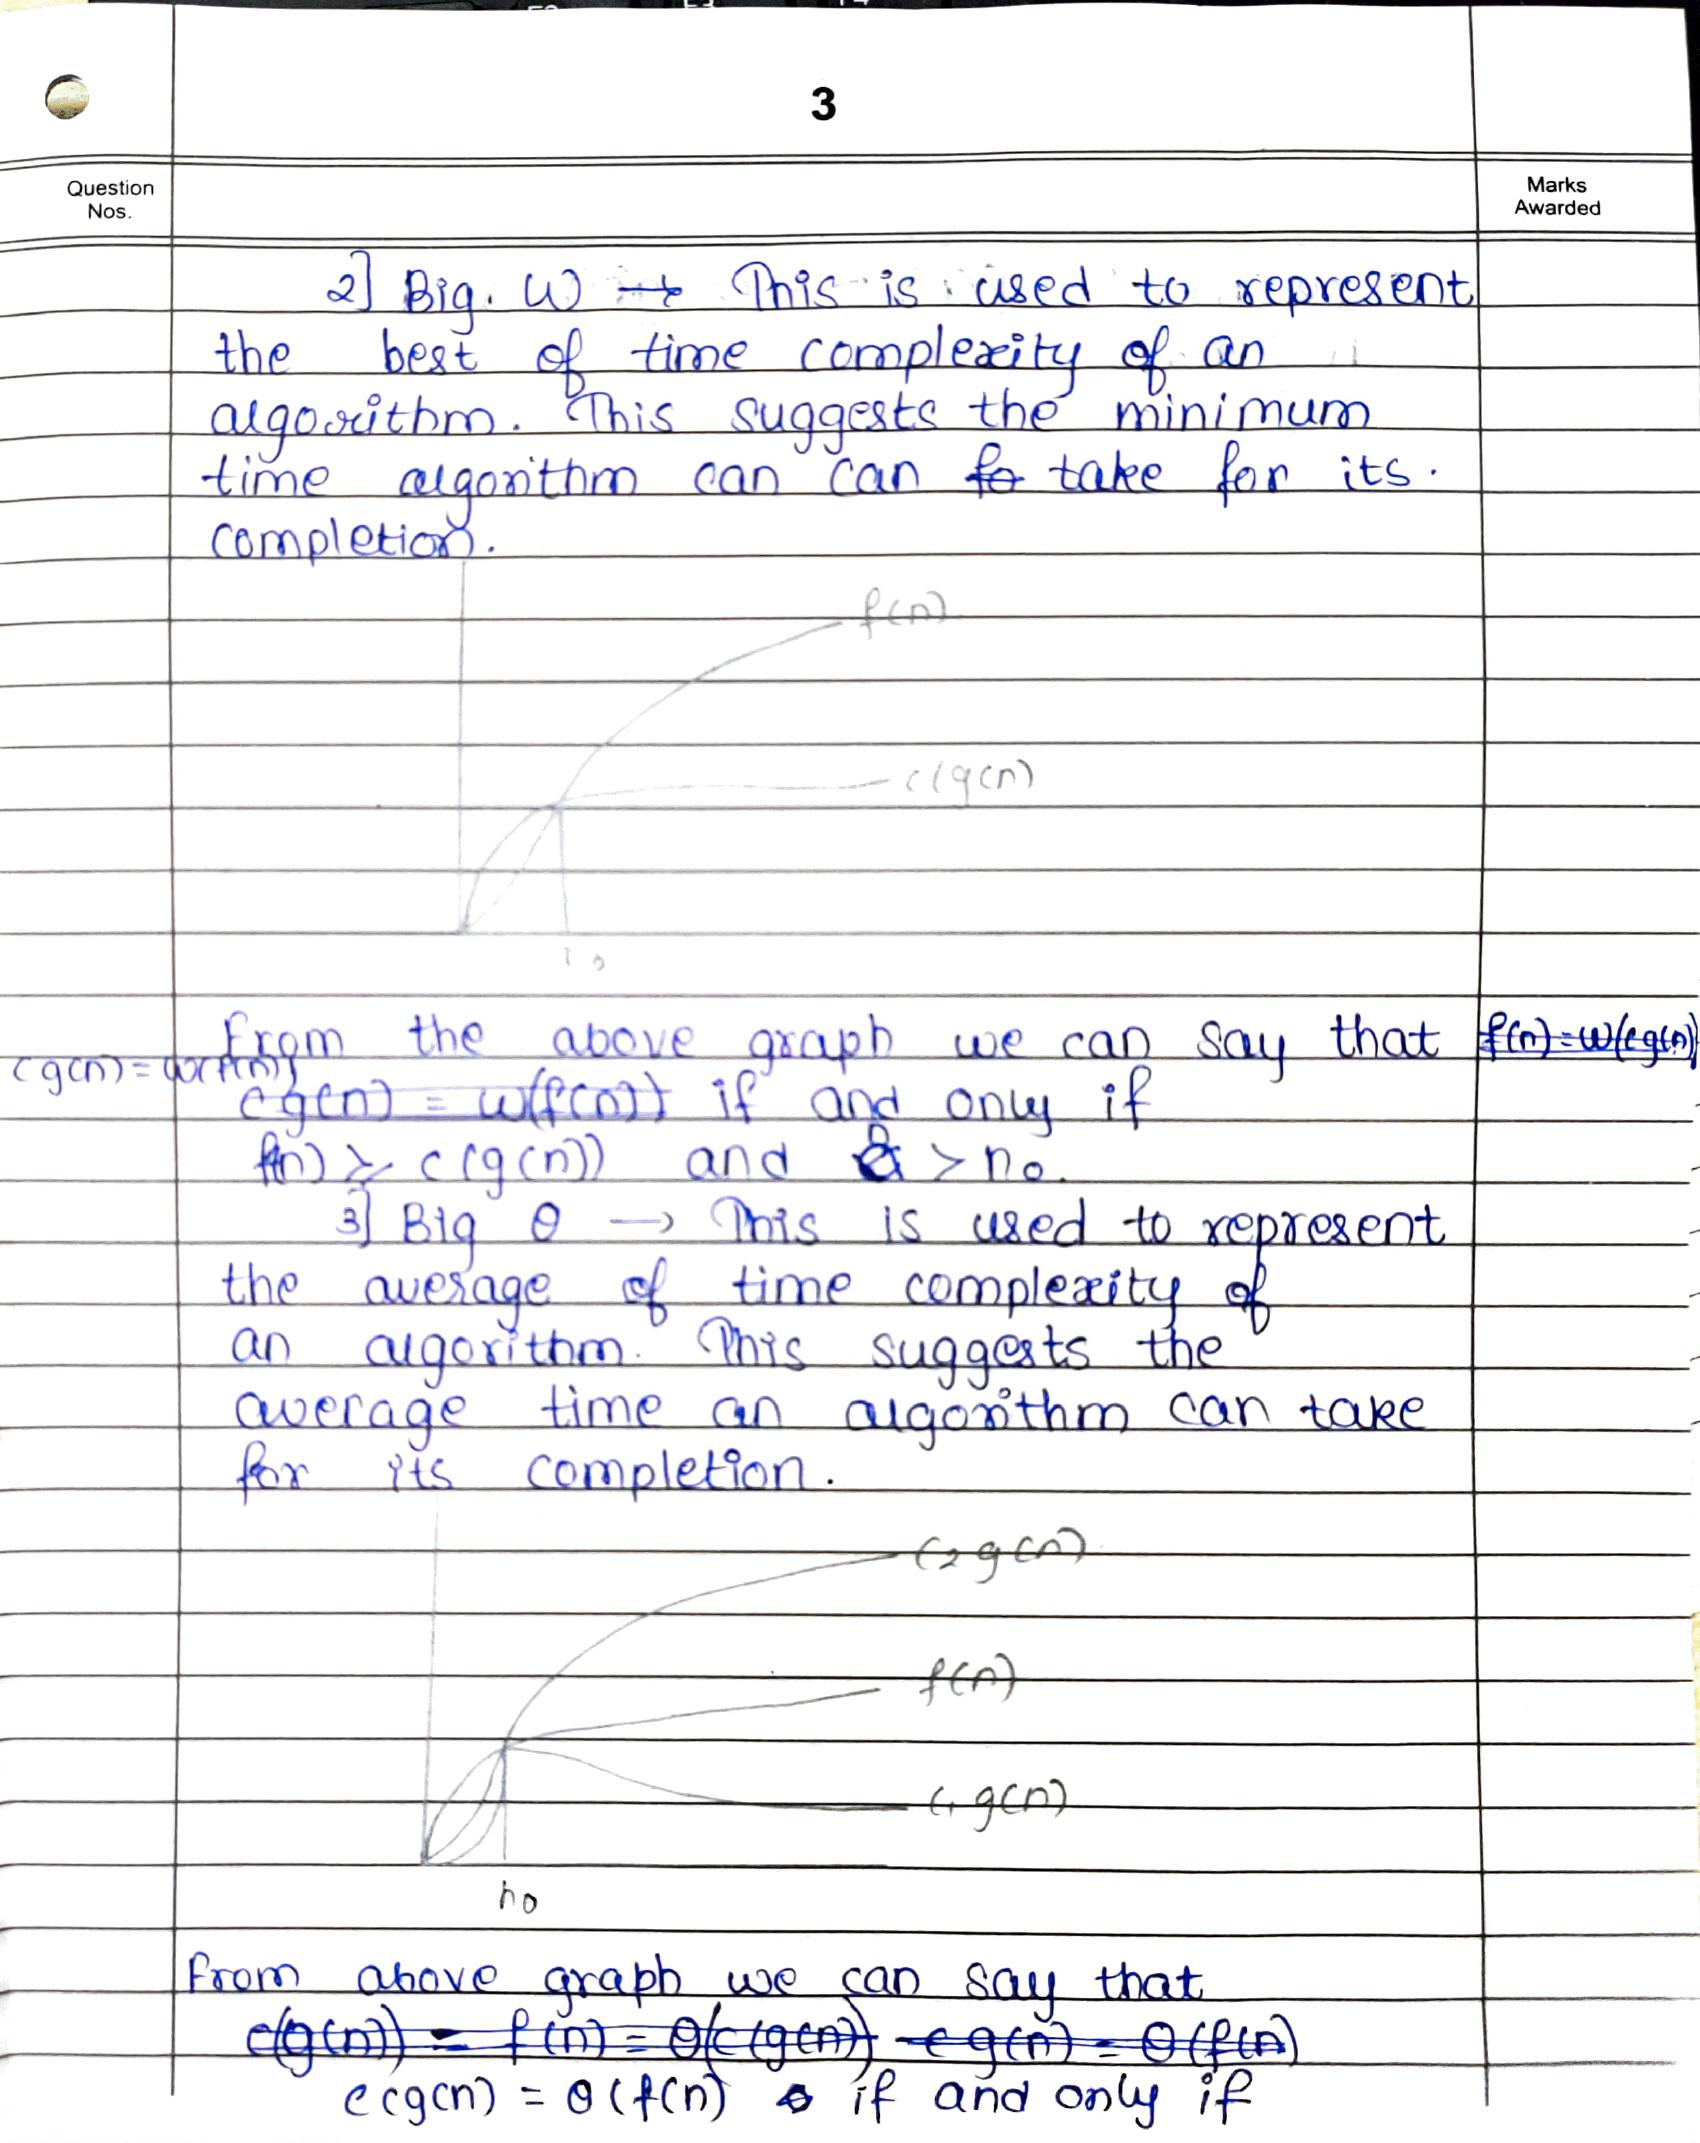 3
Question
Nos.
Marks
Awarded
2] Big. ω → This is used to represent
the best of time complexity of an
algorithm. This suggests the minimum
time algorithm can can to take for its.
completion.
f(n)
c(g(n)
From the above graph we can say that f(n)=ω(cg(n))
cg(n)=ω(f(n))
cg(n) = ω(f(n)) if and only if
f(n) ≥ c(g(n)) and > n₀.
3] Big θ → This is used to represent
the average of time complexity of
an algorithm. This suggests the
average time an algorithm can take
for its completion.
c₂g(n)
f(n)
c₁g(n)
n₀
From above graph we can say that
c(g(n)) = f(n) = θ(c(g(n)) c g(n) = θ(f(n)
c(g(n) = θ(f(n) if and only if